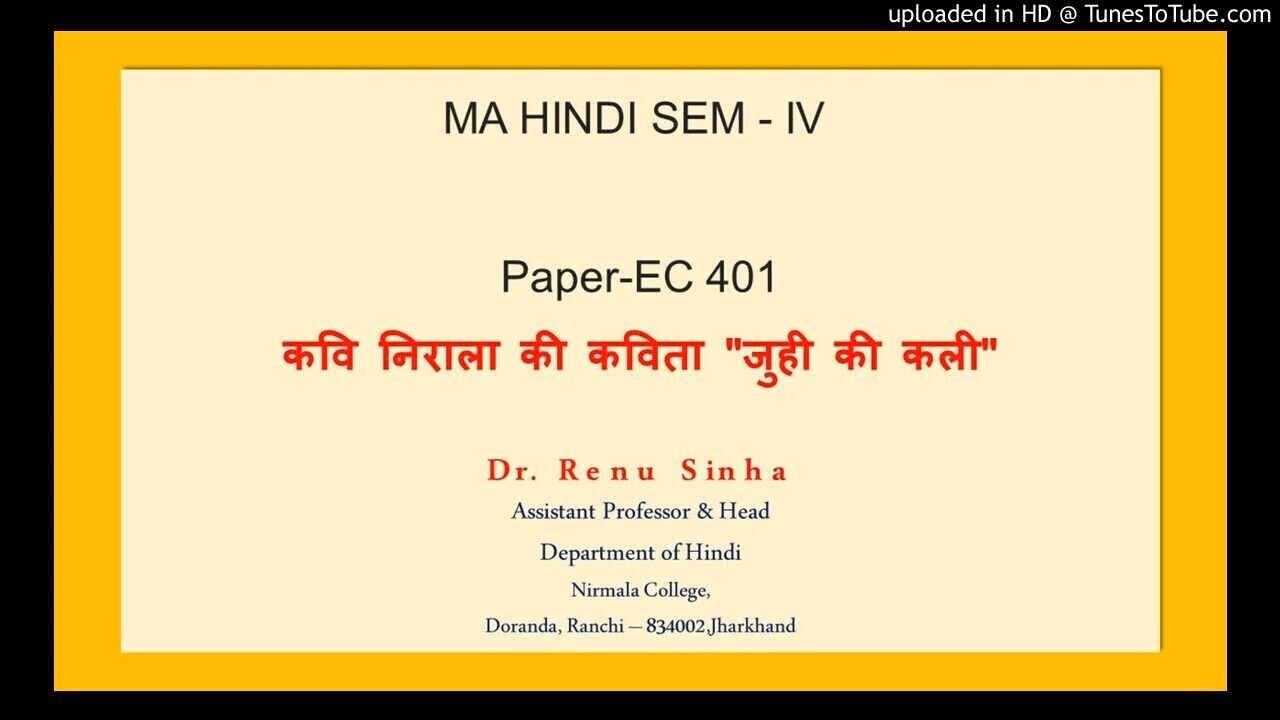 uploaded in HD @ TunesToTube.com
MA HINDI SEM - IV
Paper-EC 401
कवि निराला की कविता "जुही की कली"
Dr. Renu Sinha
Assistant Professor & Head
Department of Hindi
Nirmala College,
Doranda, Ranchi – 834002,Jharkhand